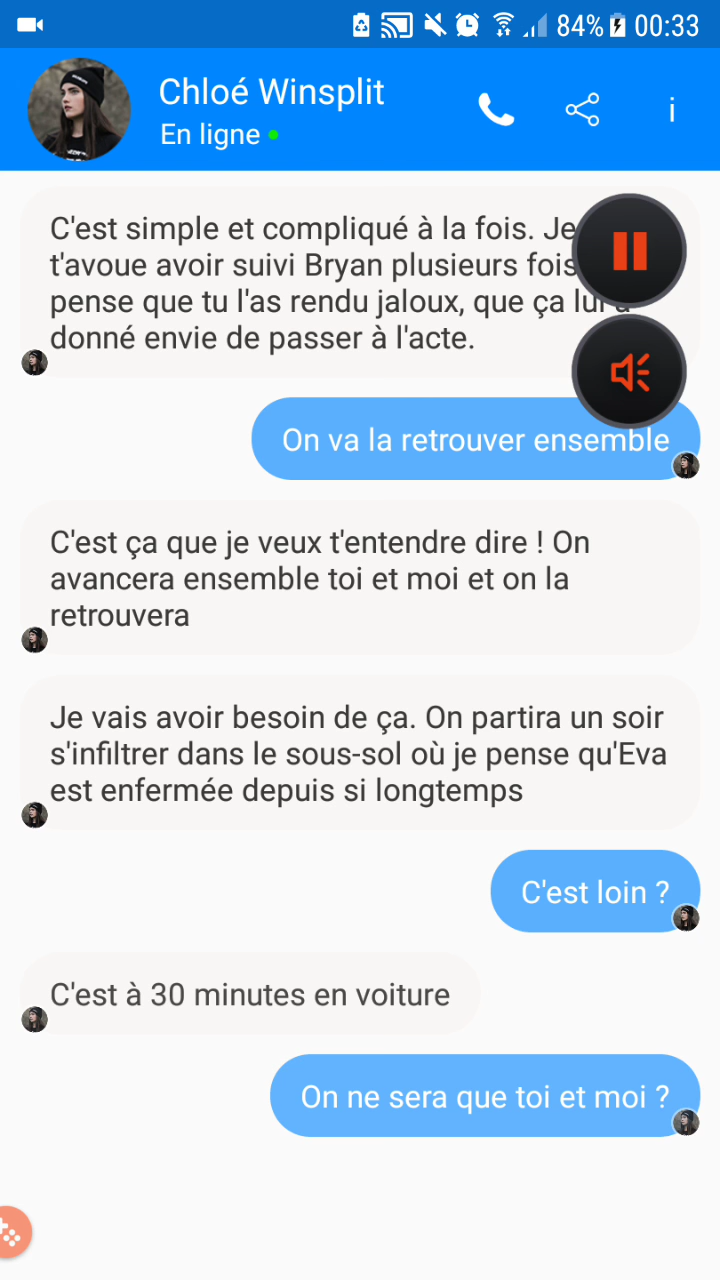 84% 00:33
Chloé Winsplit
En ligne
i
C'est simple et compliqué à la fois. Je
t'avoue avoir suivi Bryan plusieurs fois
pense que tu l'as rendu jaloux, que ça lui a
donné envie de passer à l'acte.
On va la retrouver ensemble
C'est ça que je veux t'entendre dire ! On
avancera ensemble toi et moi et on la
retrouvera
Je vais avoir besoin de ça. On partira un soir
s'infiltrer dans le sous-sol où je pense qu'Eva
est enfermée depuis si longtemps
C'est loin ?
C'est à 30 minutes en voiture
On ne sera que toi et moi ?